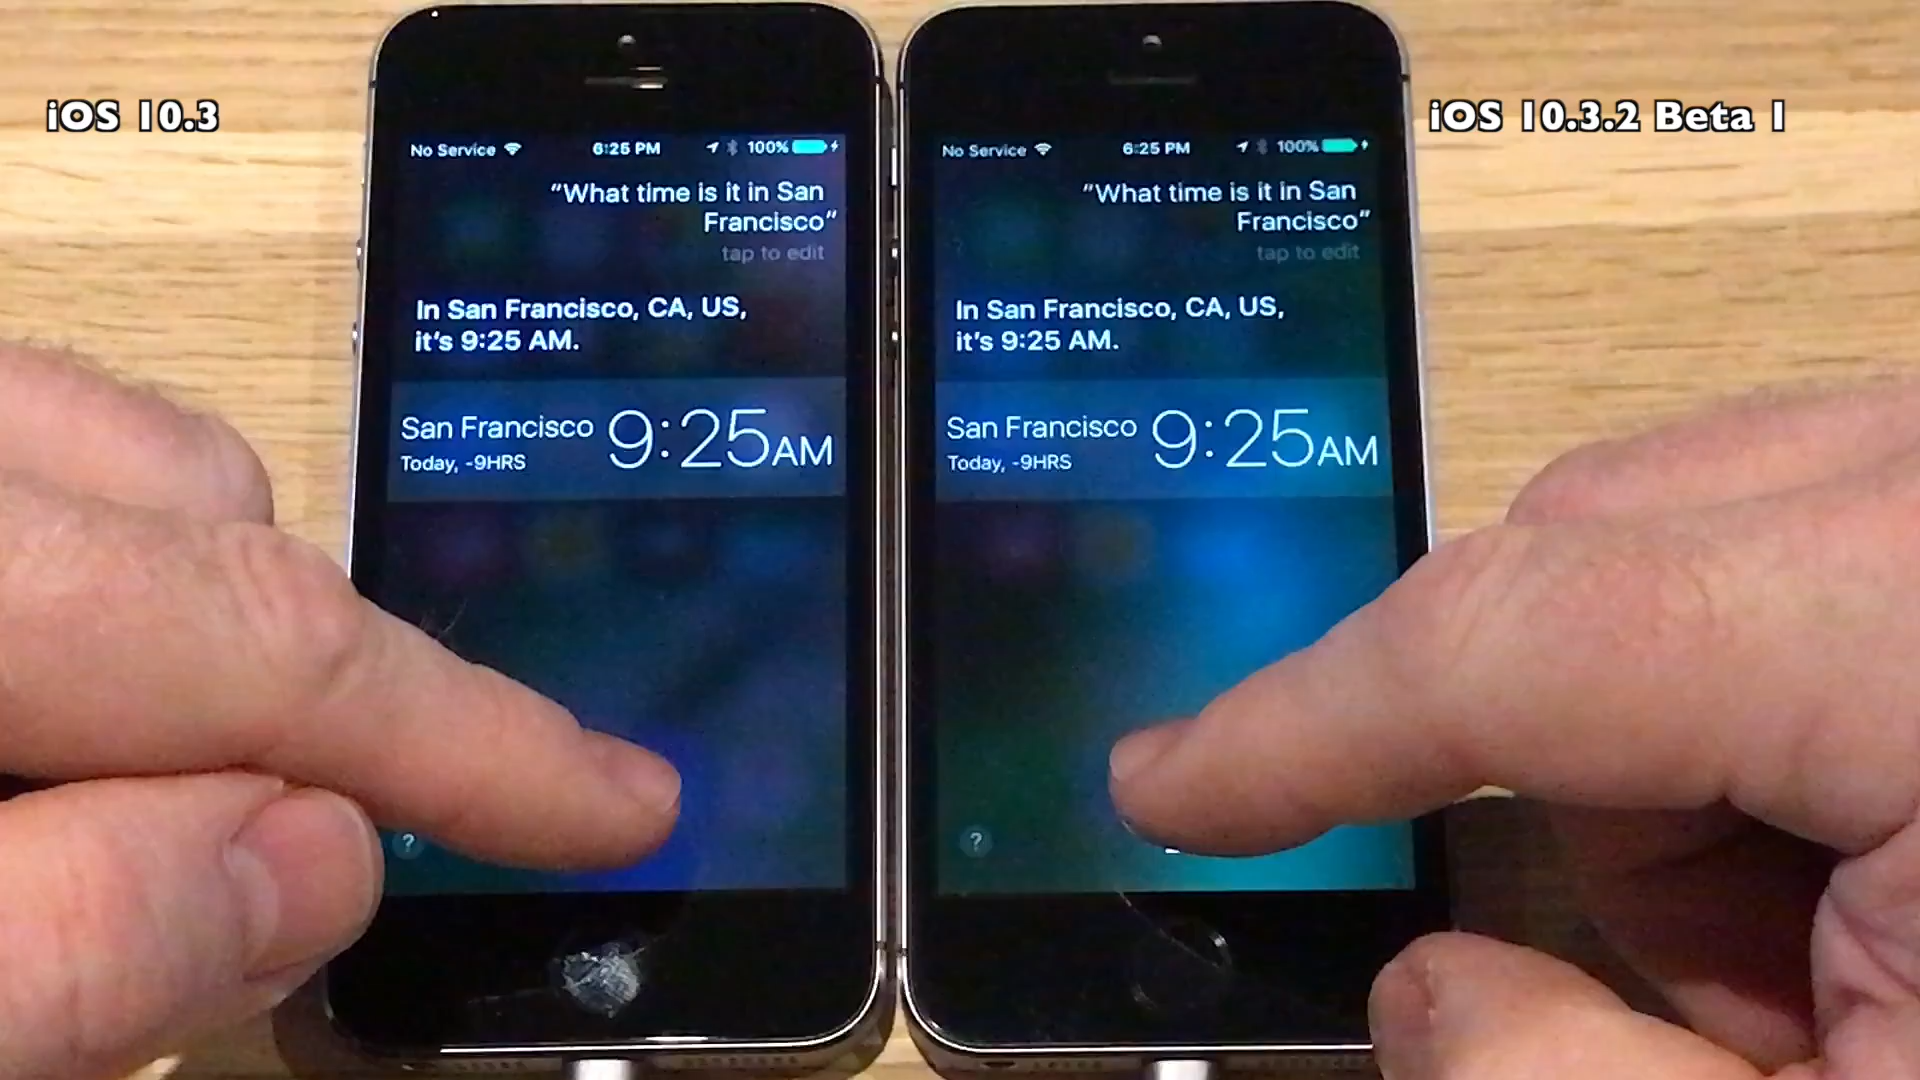 iOS 10.3
No Service 6:25 PM 100%
"What time is it in San
Francisco"
tap to edit
In San Francisco, CA, US,
it's 9:25 AM.
San Francisco 9:25AM
Today, -9HRS
?
iOS 10.3.2 Beta 1
No Service 6:25 PM 100%
"What time is it in San
Francisco"
tap to edit
In San Francisco, CA, US,
it's 9:25 AM.
San Francisco 9:25AM
Today, -9HRS
?